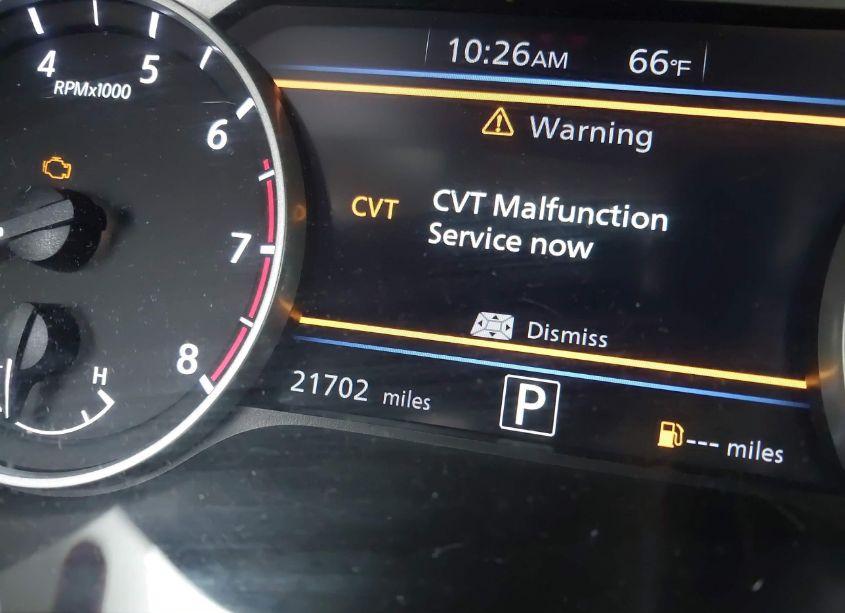 10:26AM 66°F
4 5
RPMx1000
Warning
6
CVT CVT Malfunction
Service now
7
Dismiss
8
H
21702 miles P --- miles